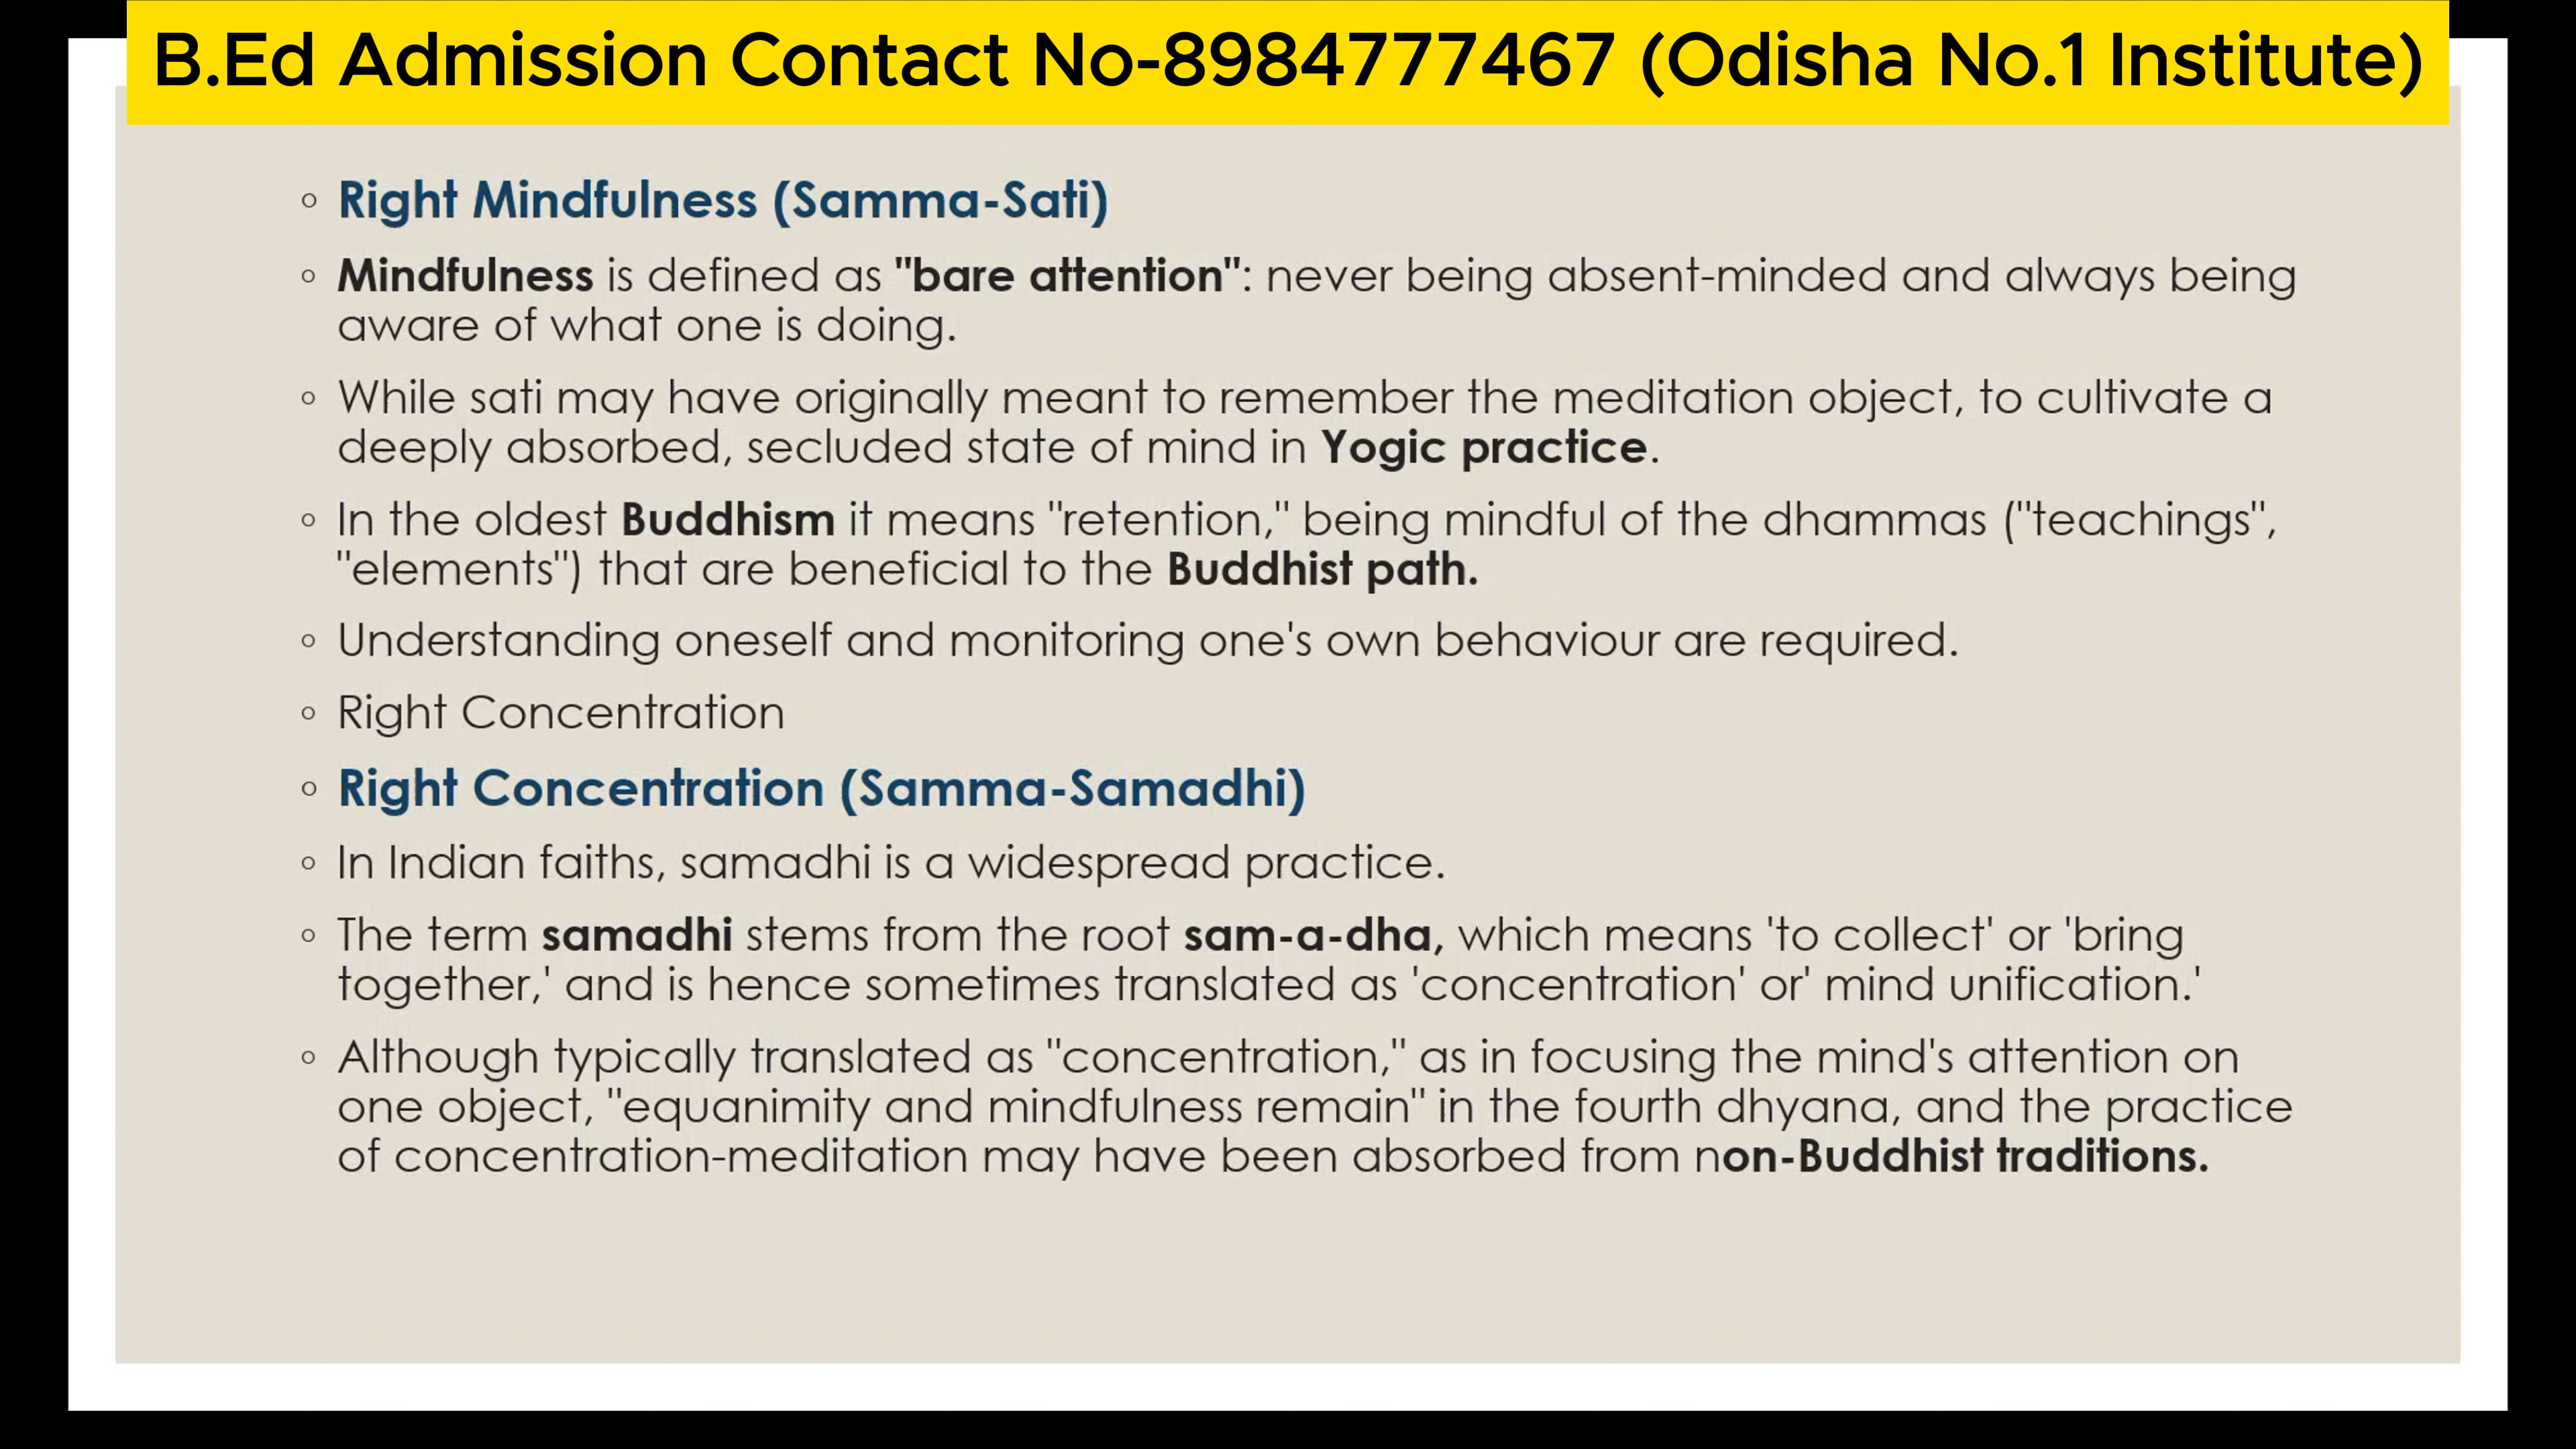 B.Ed Admission Contact No-8984777467 (Odisha No.1 Institute)
◦ Right Mindfulness (Samma-Sati)
◦ Mindfulness is defined as "bare attention": never being absent-minded and always being
aware of what one is doing.
◦ While sati may have originally meant to remember the meditation object, to cultivate a
deeply absorbed, secluded state of mind in Yogic practice.
◦ In the oldest Buddhism it means "retention," being mindful of the dhammas ("teachings",
"elements") that are beneficial to the Buddhist path.
◦ Understanding oneself and monitoring one's own behaviour are required.
◦ Right Concentration
◦ Right Concentration (Samma-Samadhi)
◦ In Indian faiths, samadhi is a widespread practice.
◦ The term samadhi stems from the root sam-a-dha, which means 'to collect' or 'bring
together,' and is hence sometimes translated as 'concentration' or' mind unification.'
◦ Although typically translated as "concentration," as in focusing the mind's attention on
one object, "equanimity and mindfulness remain" in the fourth dhyana, and the practice
of concentration-meditation may have been absorbed from non-Buddhist traditions.